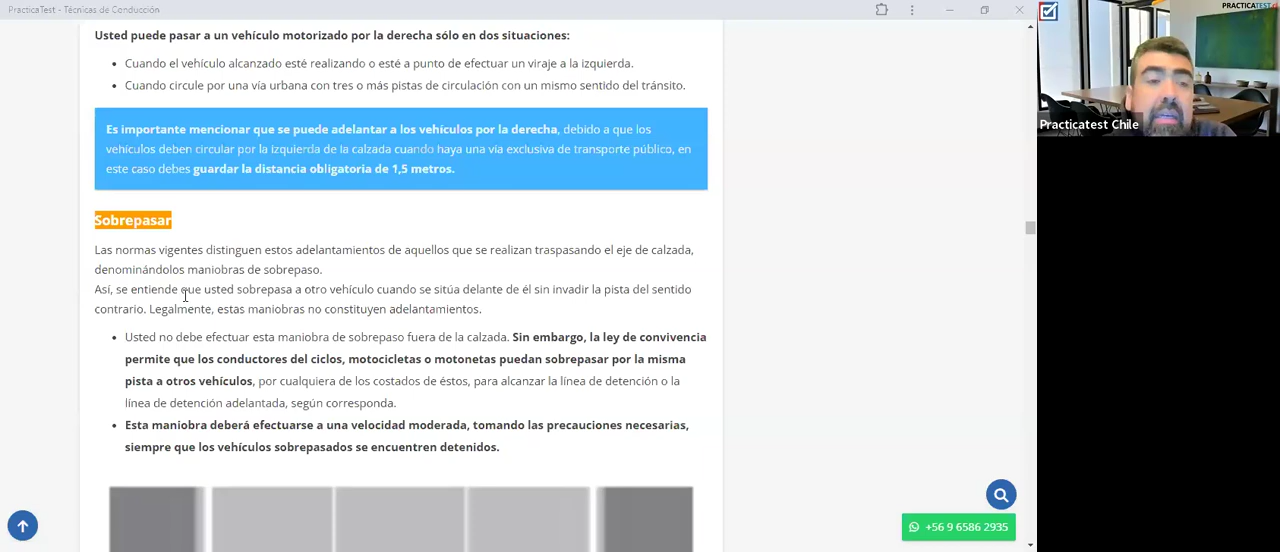 PracticaTest - Técnicas de Conducción
PRACTICATEST
Usted puede pasar a un vehículo motorizado por la derecha sólo en dos situaciones:
• Cuando el vehículo alcanzado esté realizando o esté a punto de efectuar un viraje a la izquierda.
• Cuando circule por una vía urbana con tres o más pistas de circulación con un mismo sentido del tránsito.
Practicatest Chile
Es importante mencionar que se puede adelantar a los vehículos por la derecha, debido a que los
vehículos deben circular por la izquierda de la calzada cuando haya una vía exclusiva de transporte público, en
este caso debes guardar la distancia obligatoria de 1,5 metros.
Sobrepasar
Las normas vigentes distinguen estos adelantamientos de aquellos que se realizan traspasando el eje de calzada,
denominándolos maniobras de sobrepaso.
Así, se entiende que usted sobrepasa a otro vehículo cuando se sitúa delante de él sin invadir la pista del sentido
contrario. Legalmente, estas maniobras no constituyen adelantamientos.
• Usted no debe efectuar esta maniobra de sobrepaso fuera de la calzada. Sin embargo, la ley de convivencia
permite que los conductores del ciclos, motocicletas o motonetas puedan sobrepasar por la misma
pista a otros vehículos, por cualquiera de los costados de éstos, para alcanzar la línea de detención o la
línea de detención adelantada, según corresponda.
• Esta maniobra deberá efectuarse a una velocidad moderada, tomando las precauciones necesarias,
siempre que los vehículos sobrepasados se encuentren detenidos.
+56 9 6586 2935